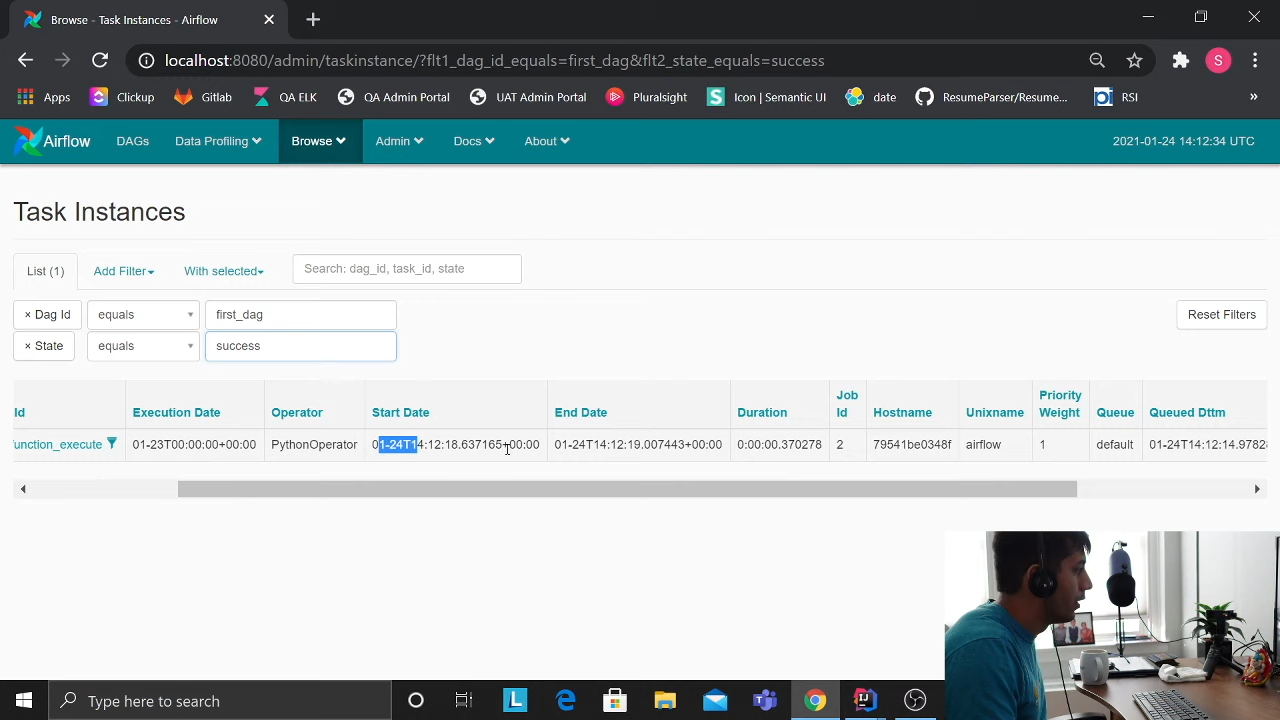 Browse - Task Instances - Airflow
localhost:8080/admin/taskinstance/?flt1_dag_id_equals=first_dag&flt2_state_equals=success
S
Apps Clickup Gitlab QA ELK QA Admin Portal UAT Admin Portal Pluralsight Icon | Semantic UI date ResumeParser/Resume... RSI »
Airflow DAGs Data Profiling Browse Admin Docs About 2021-01-24 14:12:34 UTC
Task Instances
List (1) Add Filter With selected Search: dag_id, task_id, state
× Dag Id equals first_dag Reset Filters
× State equals success
Id Execution Date Operator Start Date End Date Duration Job Id Hostname Unixname Priority Weight Queue Queued Dttm
function_execute 01-23T00:00:00+00:00 PythonOperator 01-24T14:12:18.637165+00:00 01-24T14:12:19.007443+00:00 0:00:00.370278 2 79541be0348f airflow 1 default 01-24T14:12:14.9782
Type here to search